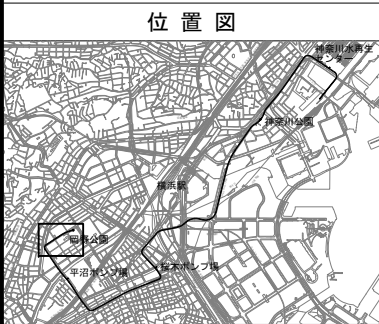 位置図
神奈川水再生
センター
神奈川公園
横浜駅
岡野公園
平沼ポンプ場
桜木ポンプ場